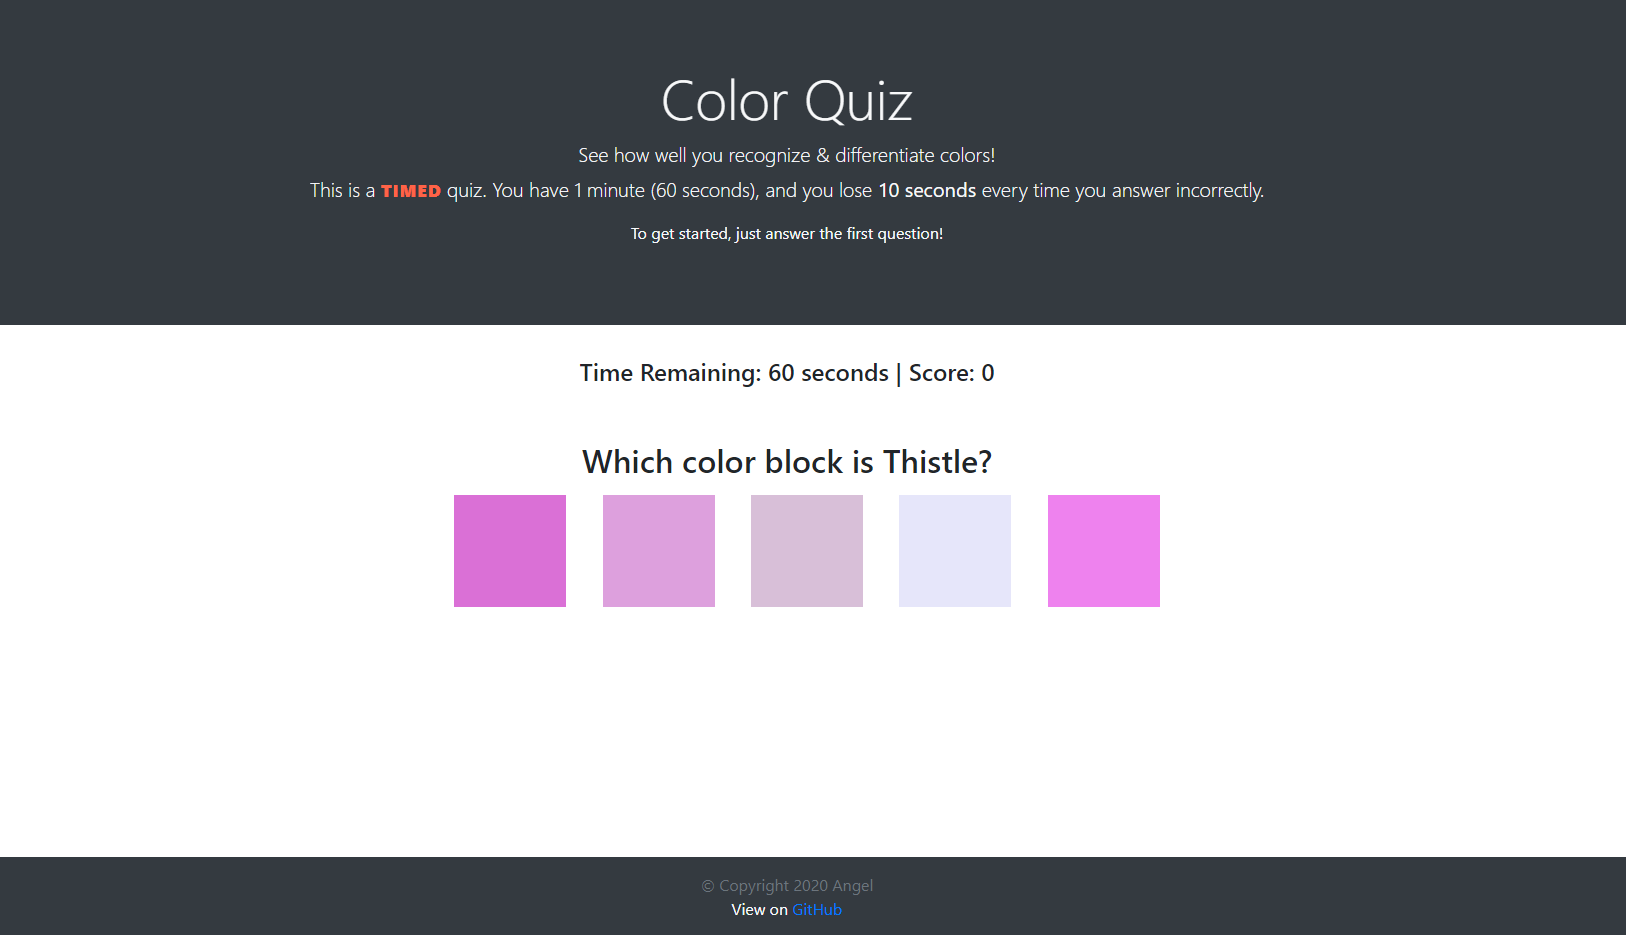 Color Quiz
See how well you recognize & differentiate colors!
This is a TIMED quiz. You have 1 minute (60 seconds), and you lose 10 seconds every time you answer incorrectly.
To get started, just answer the first question!
Time Remaining: 60 seconds | Score: 0
Which color block is Thistle?
© Copyright 2020 Angel
View on GitHub